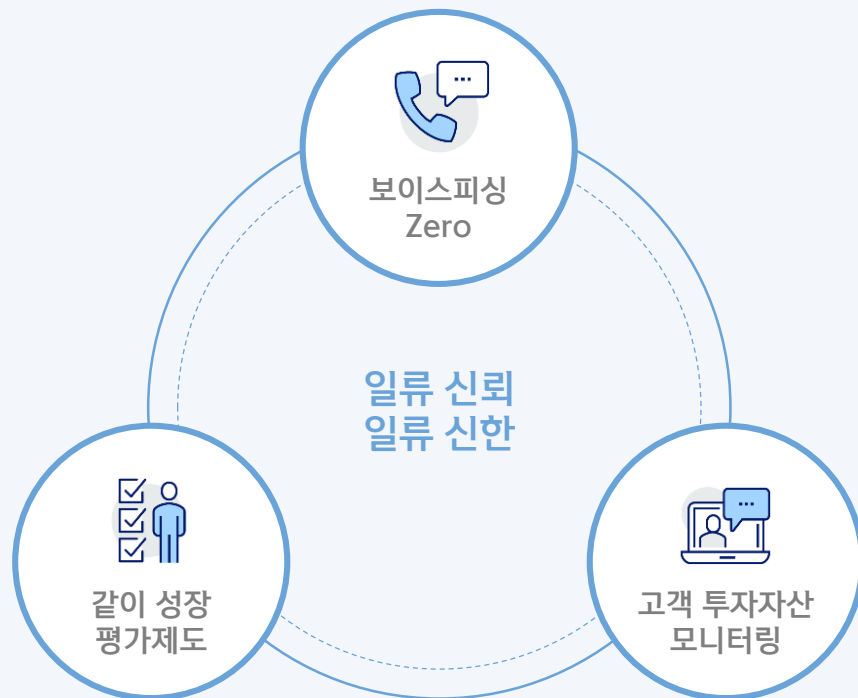 보이스피싱
Zero
일류 신뢰
일류 신한
같이 성장
평가제도
고객 투자자산
모니터링